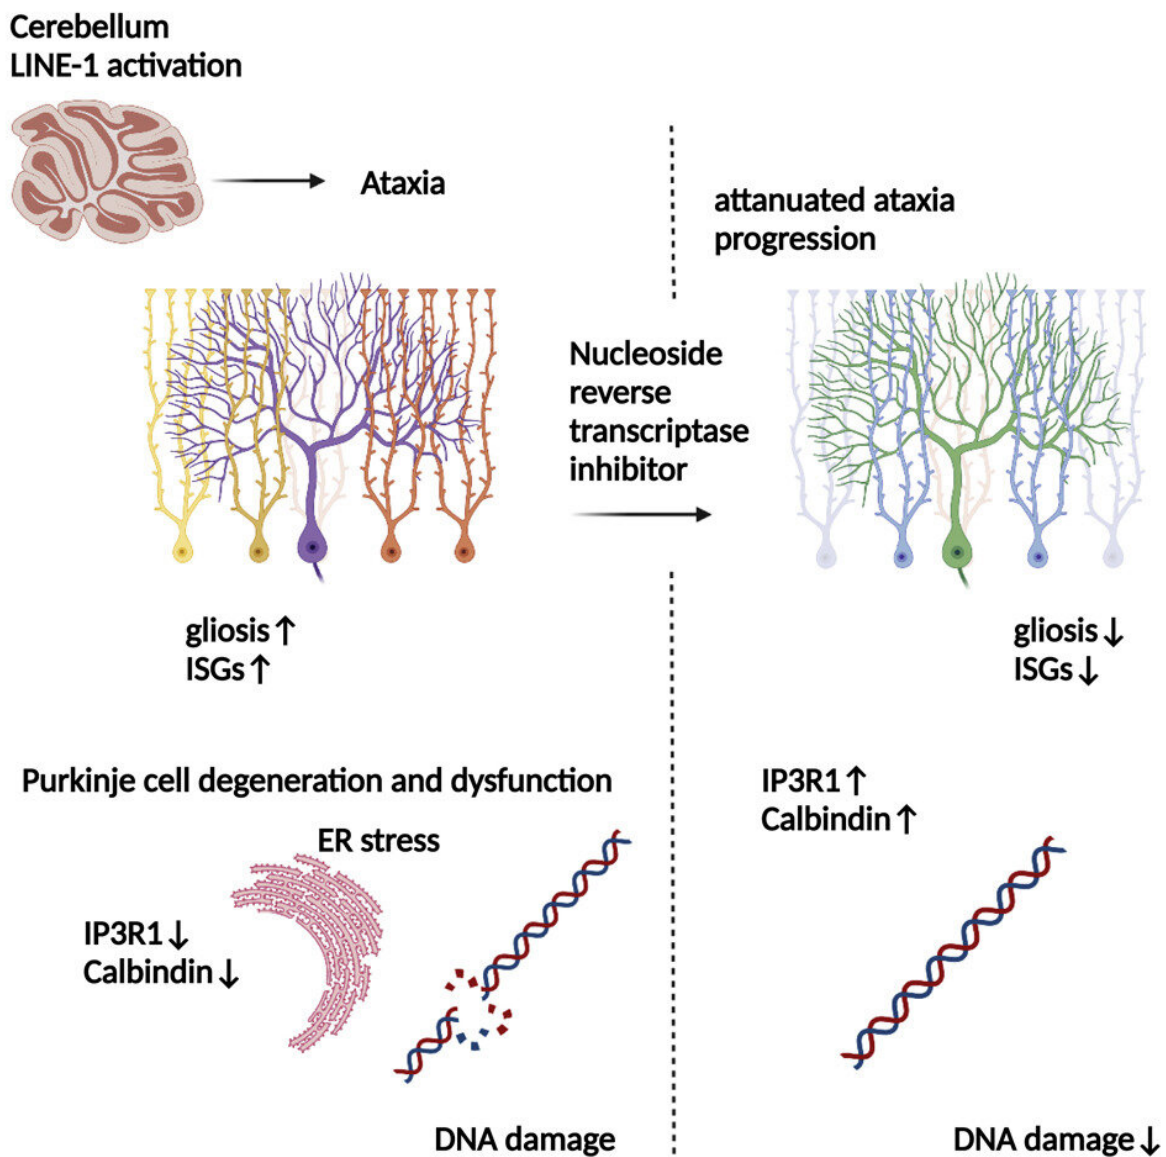 Cerebellum
LINE-1 activation
Ataxia
attanuated ataxia
progression
Nucleoside
reverse
transcriptase
inhibitor
gliosis↑
ISGs↑
gliosis↓
ISGs↓
Purkinje cell degeneration and dysfunction
ER stress
IP3R1↓
Calbindin↓
DNA damage
IP3R1↑
Calbindin↑
DNA damage↓